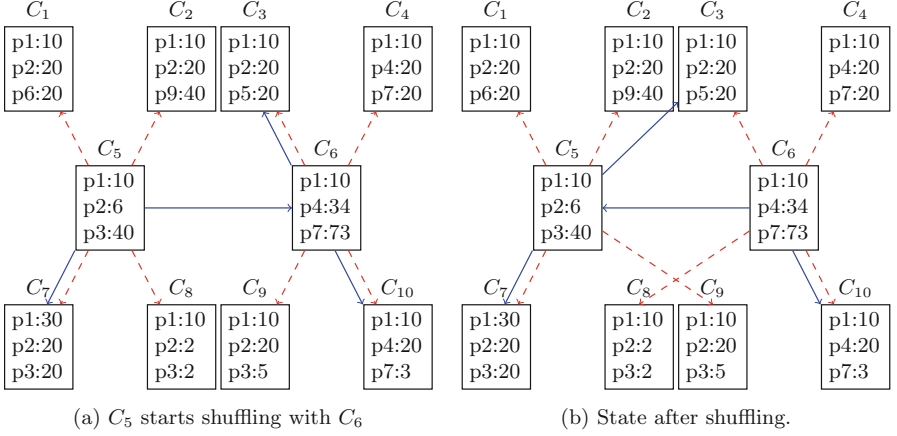 C1 C2 C3 C4 C1 C2 C3 C4
p1:10 p1:10 p1:10 p1:10 p1:10 p1:10 p1:10 p1:10
p2:20 p2:20 p2:20 p4:20 p2:20 p2:20 p2:20 p4:20
p6:20 p9:40 p5:20 p7:20 p6:20 p9:40 p5:20 p7:20
C5 C6 C5 C6
p1:10 p1:10 p1:10 p1:10
p2:6 p4:34 p2:6 p4:34
p3:40 p7:73 p3:40 p7:73
C7 C8 C9 C10 C7 C8 C9 C10
p1:30 p1:10 p1:10 p1:10 p1:30 p1:10 p1:10 p1:10
p2:20 p2:2 p2:20 p4:20 p2:20 p2:2 p2:20 p4:20
p3:20 p3:2 p3:5 p7:3 p3:20 p3:2 p3:5 p7:3
(a) C5 starts shuffling with C6 (b) State after shuffling.